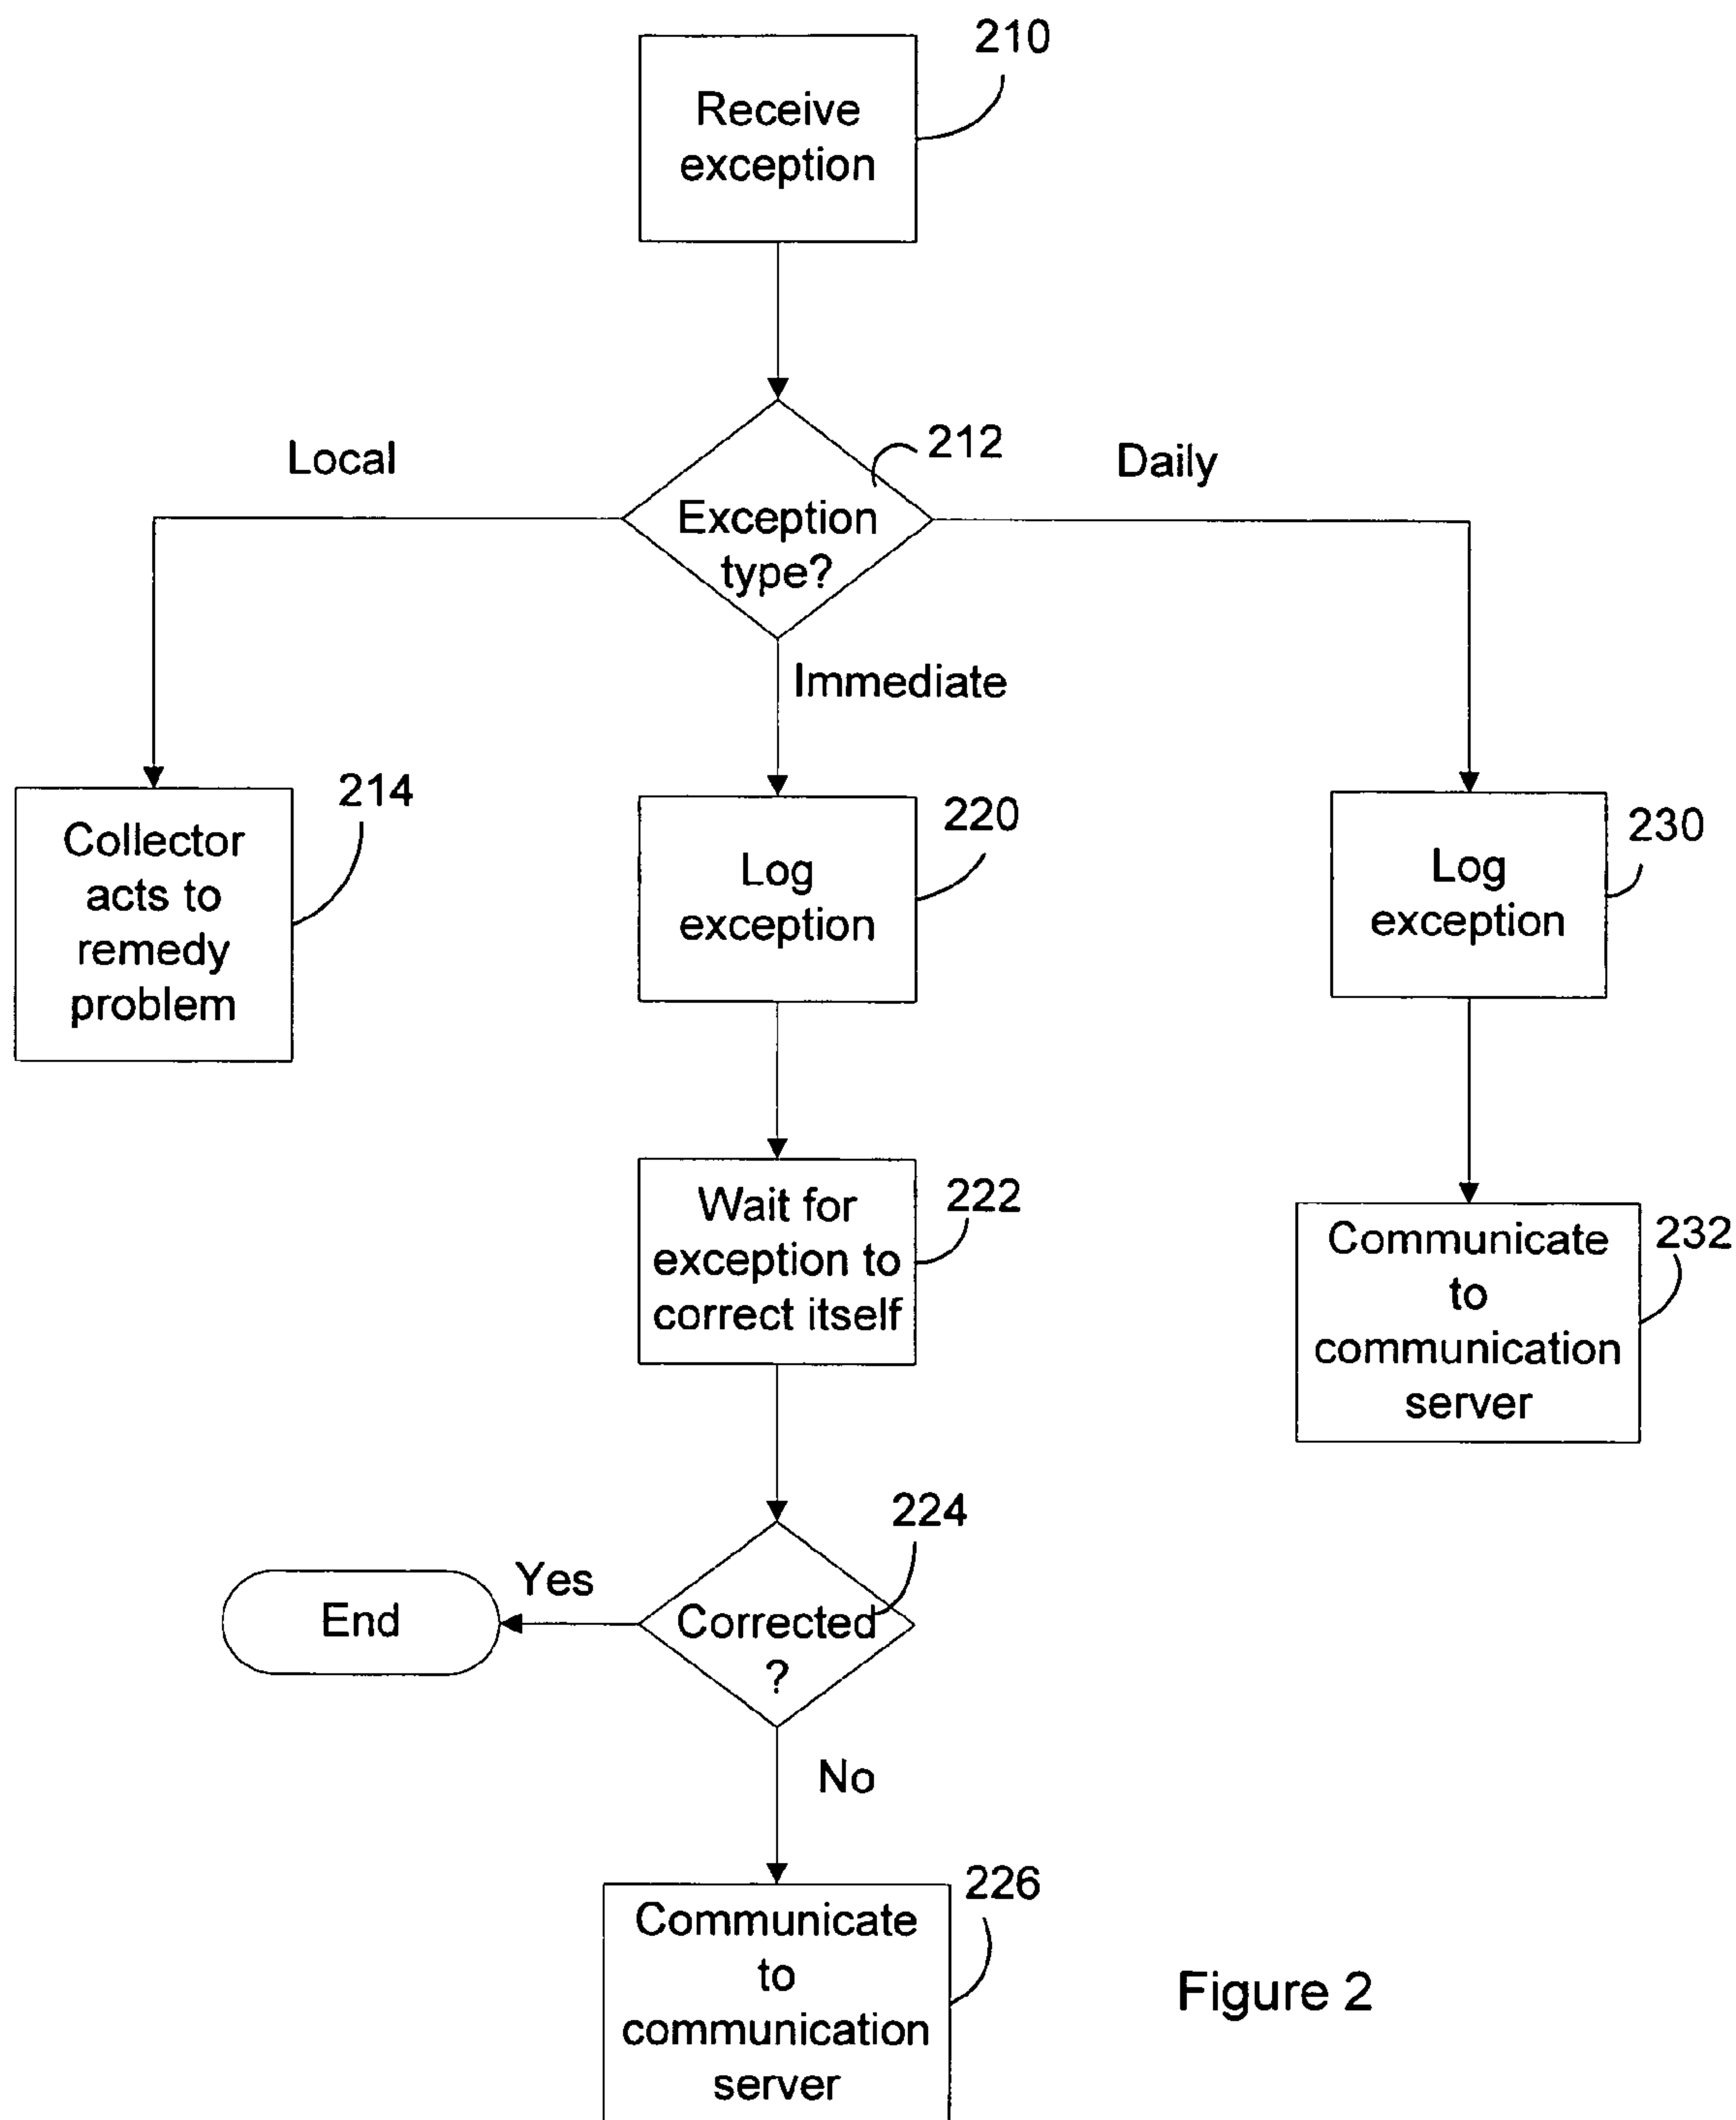 210
Receive
exception
212
Local
Daily
Exception
type?
Immediate
214
220
230
Collector
acts to
remedy
problem
Log
exception
Log
exception
222
232
Wait for
exception to
correct itself
Communicate
to
communication
server
224
Yes
End
Corrected
?
No
226
Communicate
to
communication
server
Figure 2